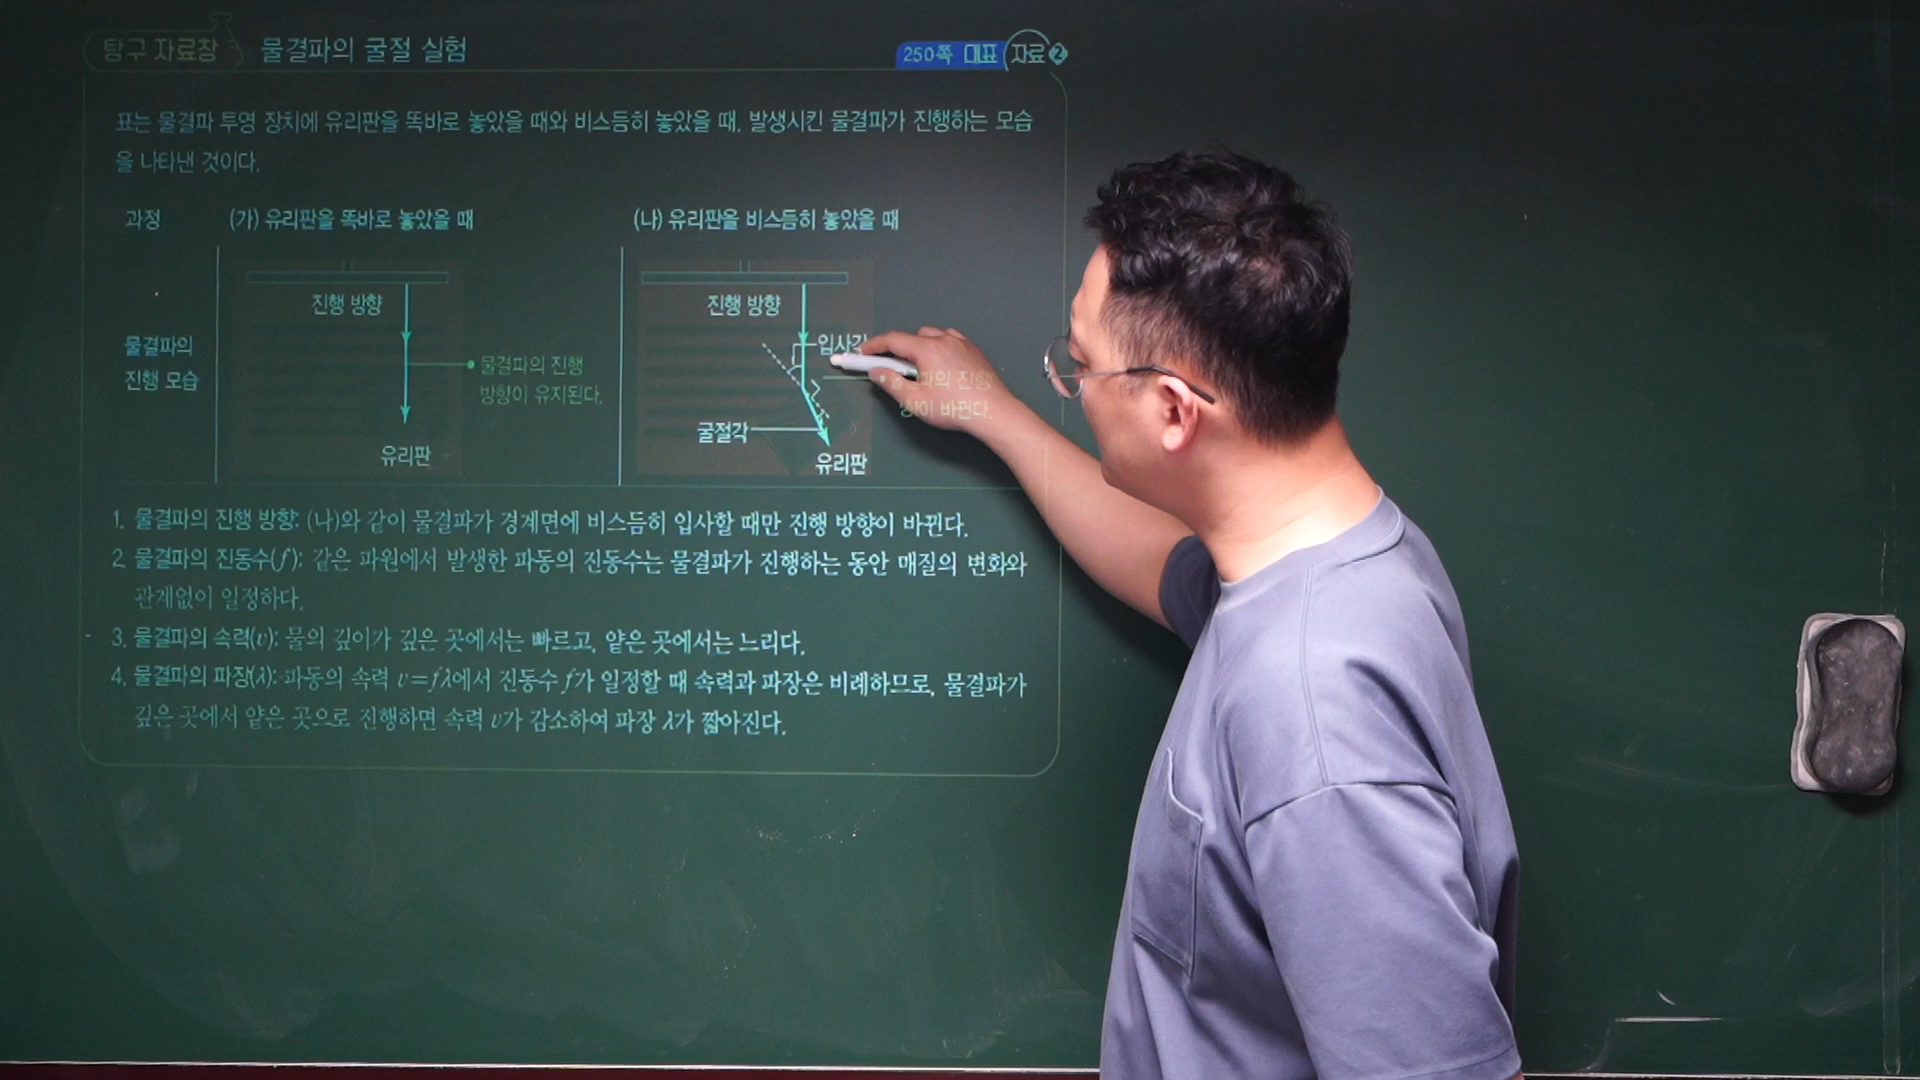 탐구 자료창 물결파의 굴절 실험 250쪽 대표 자료 2
표는 물결파 투영 장치에 유리판을 똑바로 놓았을 때와 비스듬히 놓았을 때, 발생시킨 물결파가 진행하는 모습
을 나타낸 것이다.
과정 (가) 유리판을 똑바로 놓았을 때 (나) 유리판을 비스듬히 놓았을 때
물결파의
진행 모습
진행 방향
물결파의 진행
방향이 유지된다.
유리판
진행 방향
입사각
파의 진행
방향이 바뀐다.
굴절각
유리판
1. 물결파의 진행 방향: (나)와 같이 물결파가 경계면에 비스듬히 입사할 때만 진행 방향이 바뀐다.
2. 물결파의 진동수(f): 같은 파원에서 발생한 파동의 진동수는 물결파가 진행하는 동안 매질의 변화와
관계없이 일정하다.
3. 물결파의 속력(v): 물의 깊이가 깊은 곳에서는 빠르고, 얕은 곳에서는 느리다.
4. 물결파의 파장(λ): 파동의 속력 v=fλ에서 진동수 f가 일정할 때 속력과 파장은 비례하므로, 물결파가
깊은 곳에서 얕은 곳으로 진행하면 속력 v가 감소하여 파장 λ가 짧아진다.